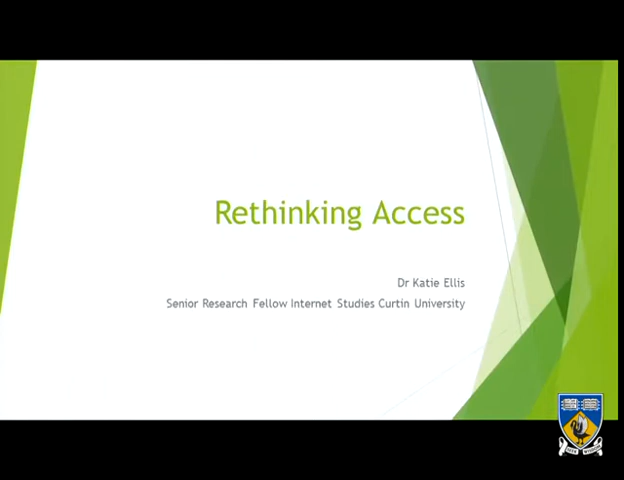 Rethinking Access
Dr Katie Ellis
Senior Research Fellow Internet Studies Curtin University